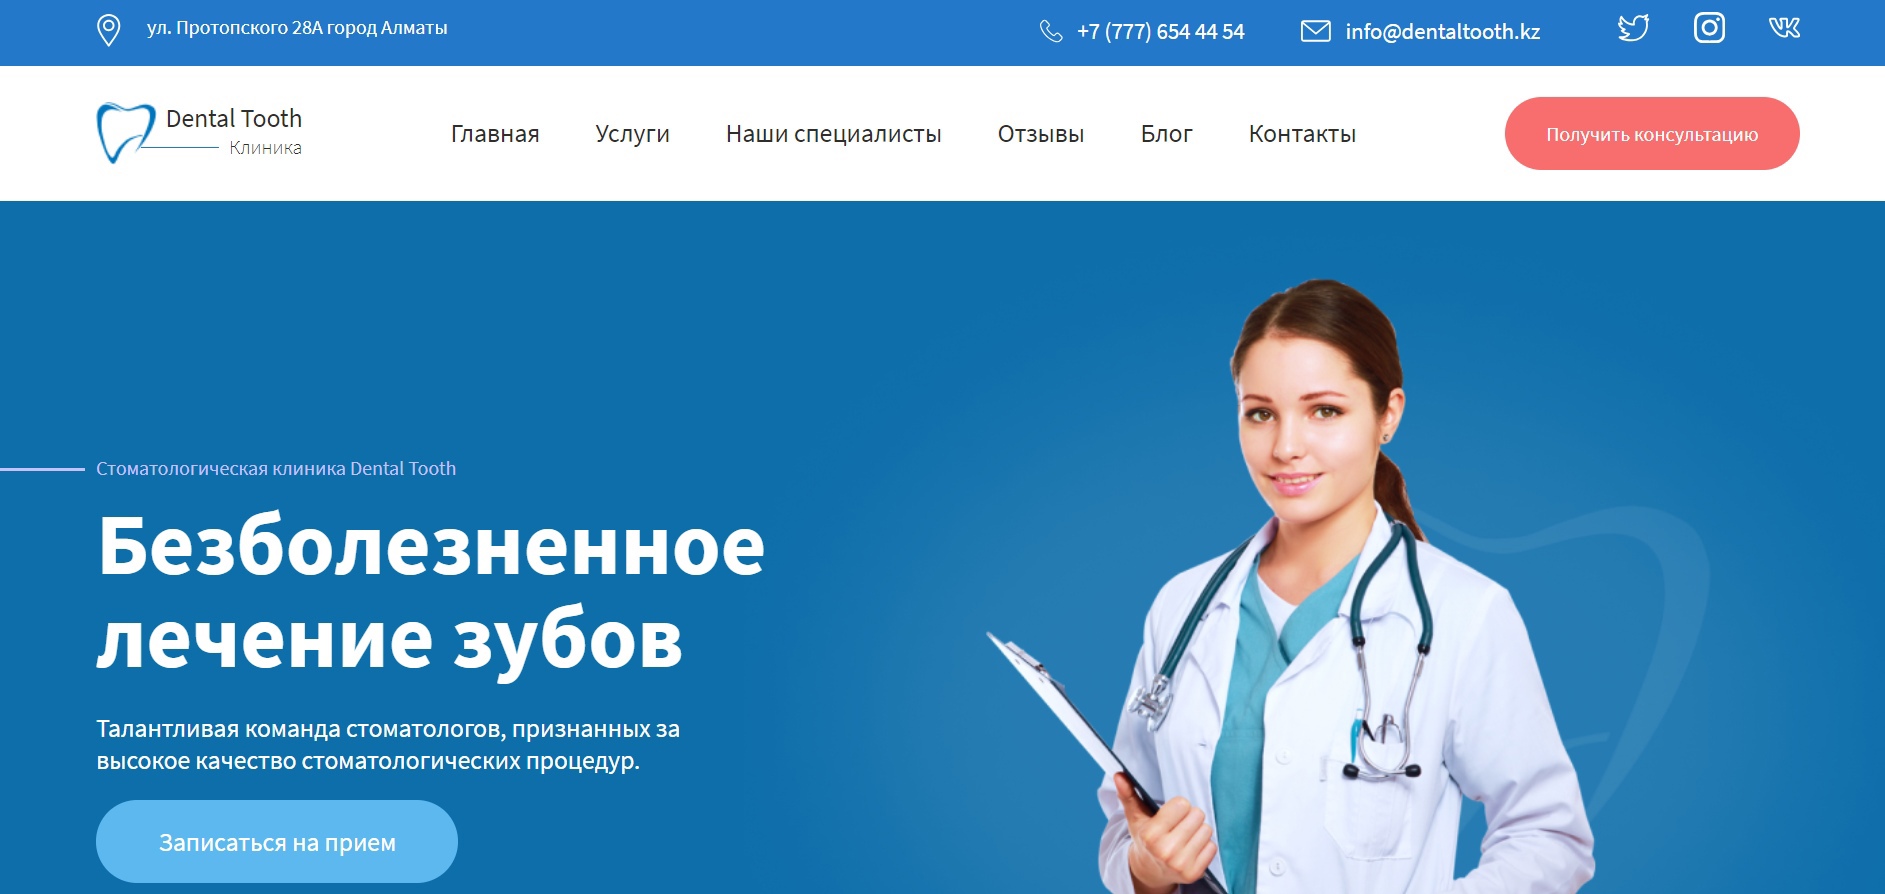 ул. Протопского 28А город Алматы
+7 (777) 654 44 54
info@dentaltooth.kz
Dental Tooth
Клиника
Главная
Услуги
Наши специалисты
Отзывы
Блог
Контакты
Получить консультацию
Стоматологическая клиника Dental Tooth
Безболезненное
лечение зубов
Талантливая команда стоматологов, признанных за
высокое качество стоматологических процедур.
Записаться на прием